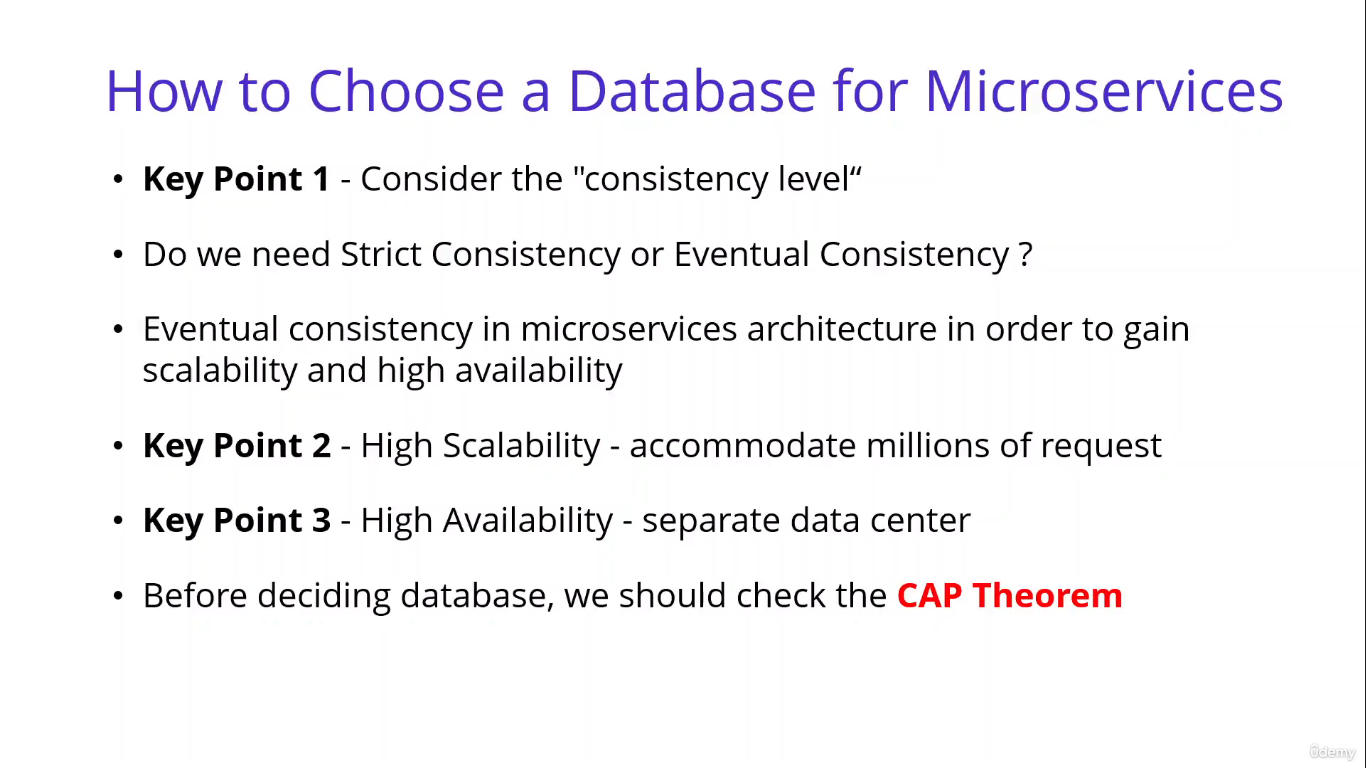 How to Choose a Database for Microservices
• Key Point 1 - Consider the "consistency level“
• Do we need Strict Consistency or Eventual Consistency ?
• Eventual consistency in microservices architecture in order to gain
scalability and high availability
• Key Point 2 - High Scalability - accommodate millions of request
• Key Point 3 - High Availability - separate data center
• Before deciding database, we should check the CAP Theorem
ûdemy